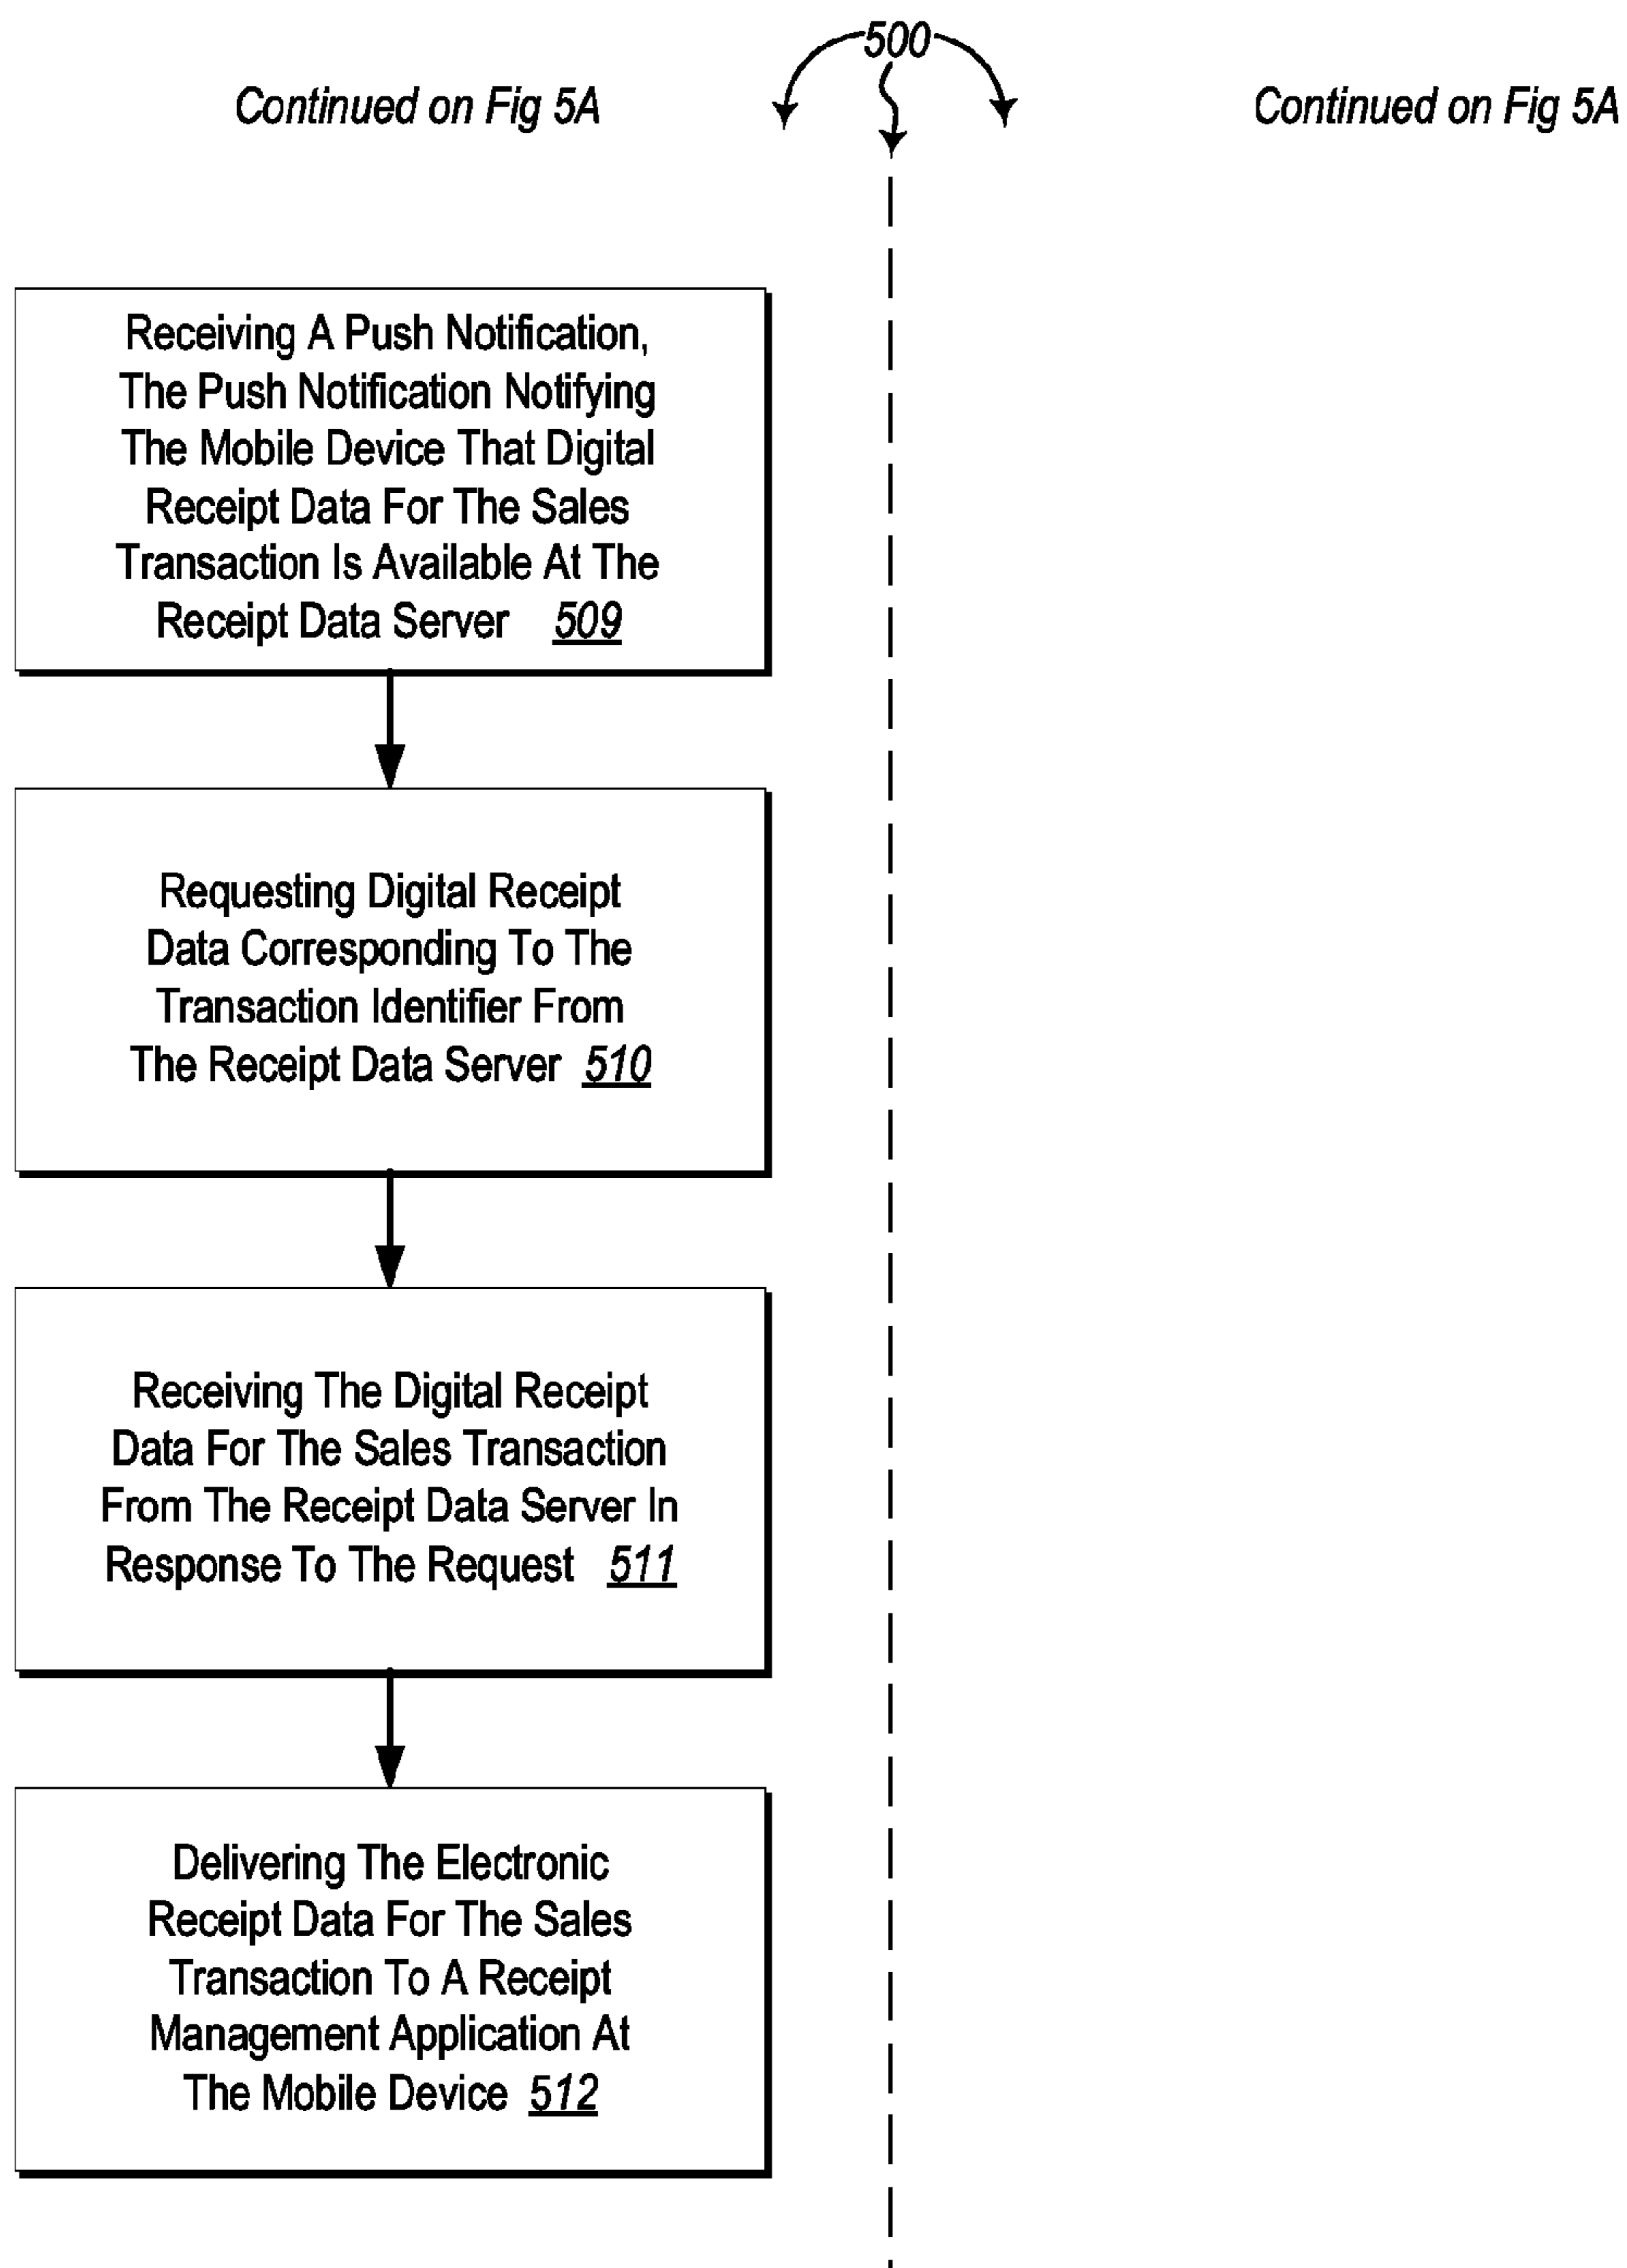 500
Continued on Fig 5A
Continued on Fig 5A
Receiving A Push Notification,
The Push Notification Notifying
The Mobile Device That Digital
Receipt Data For The Sales
Transaction Is Available At The
Receipt Data Server 509
Requesting Digital Receipt
Data Corresponding To The
Transaction Identifier From
The Receipt Data Server 510
Receiving The Digital Receipt
Data For The Sales Transaction
From The Receipt Data Server In
Response To The Request 511
Delivering The Electronic
Receipt Data For The Sales
Transaction To A Receipt
Management Application At
The Mobile Device 512